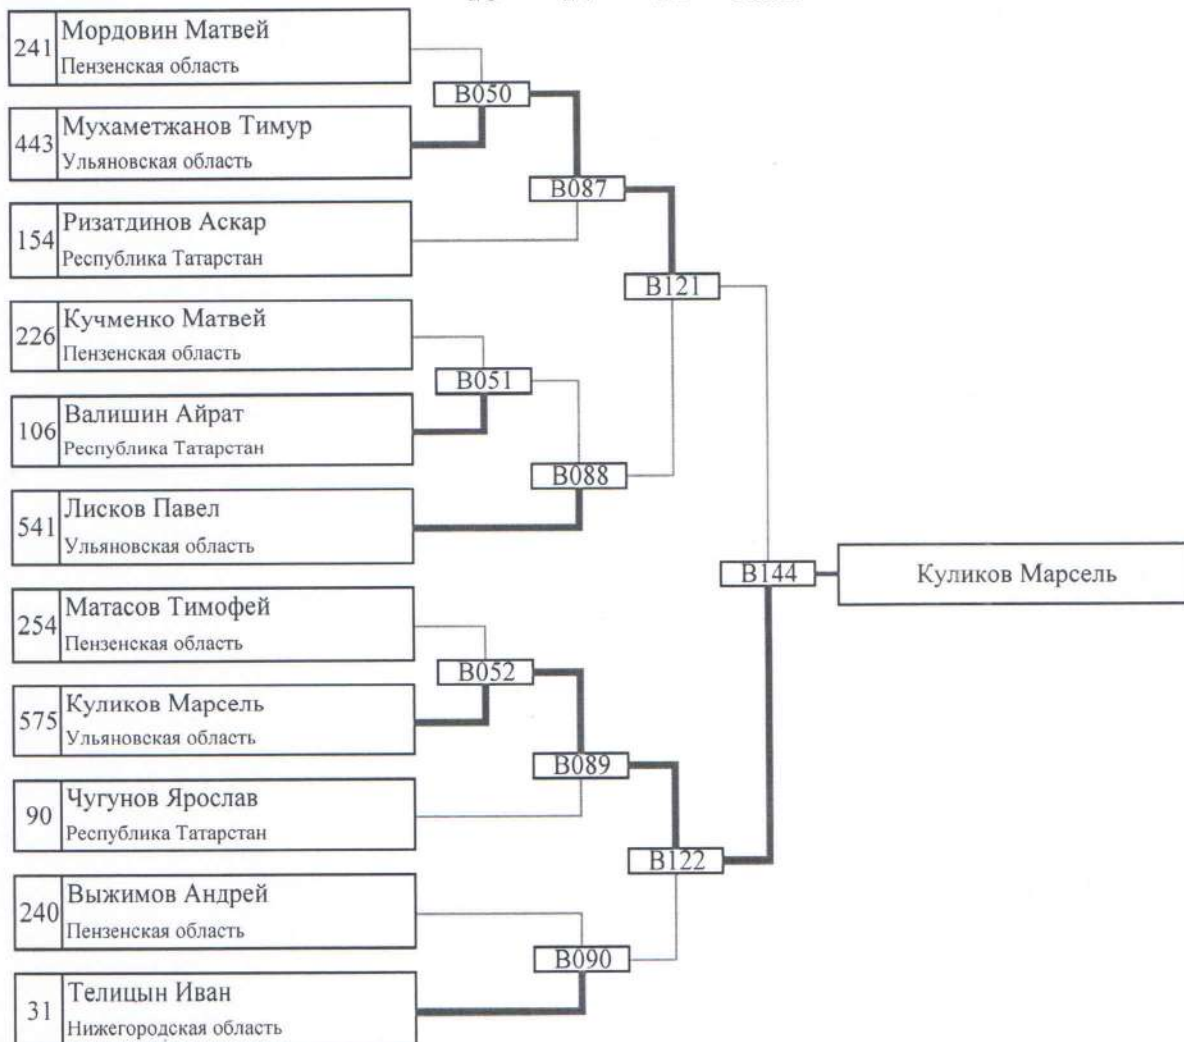 241 Мордовин Матвей
Пензенская область
B050
443 Мухаметжанов Тимур
Ульяновская область
B087
154 Ризатдинов Аскар
Республика Татарстан
B121
226 Кучменко Матвей
Пензенская область
B051
106 Валишин Айрат
Республика Татарстан
B088
541 Лисков Павел
Ульяновская область
B144 Куликов Марсель
254 Матасов Тимофей
Пензенская область
B052
575 Куликов Марсель
Ульяновская область
B089
90 Чугунов Ярослав
Республика Татарстан
B122
240 Выжимов Андрей
Пензенская область
B090
31 Телицын Иван
Нижегородская область